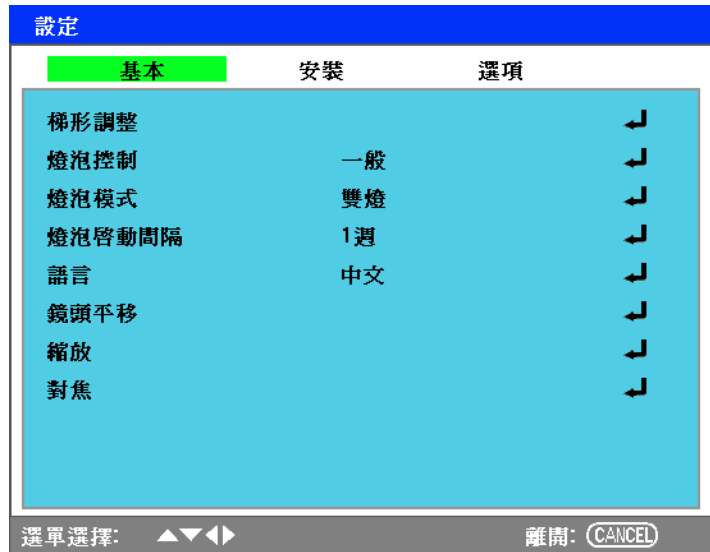 設定
基本 安裝 選項
梯形調整
燈泡控制 一般
燈泡模式 雙燈
燈泡啓動間隔 1週
語言 中文
鏡頭平移
縮放
對焦
選單選擇: ▲▼◀▶ 離開: CANCEL